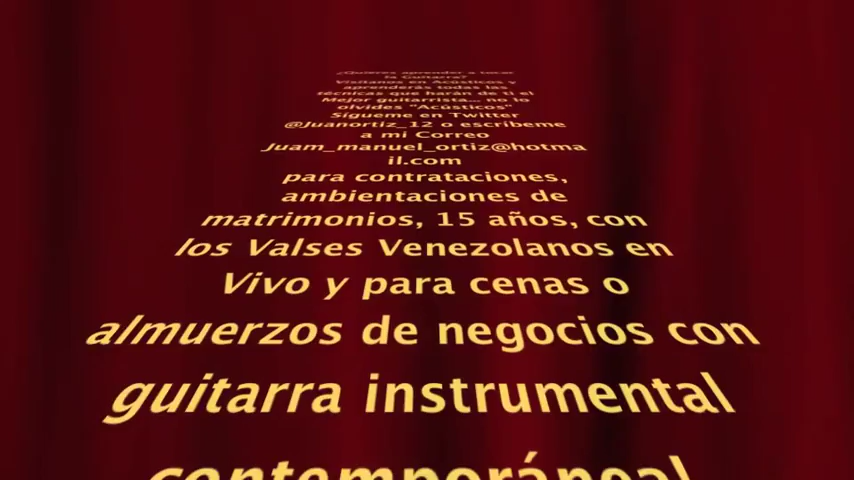 ¿Quieres aprender a tocar
la Guitarra?
Visítanos en Acústicos y
aprenderás todas las
técnicas que harán de ti el
Mejor guitarrista... no lo
olvides "Acústicos"
Sígueme en Twitter
@Juanortiz_12 o escríbeme
a mi Correo
Juam_manuel_ortiz@hotma
il.com
para contrataciones,
ambientaciones de
matrimonios, 15 años, con
los Valses Venezolanos en
Vivo y para cenas o
almuerzos de negocios con
guitarra instrumental
contemporánea!